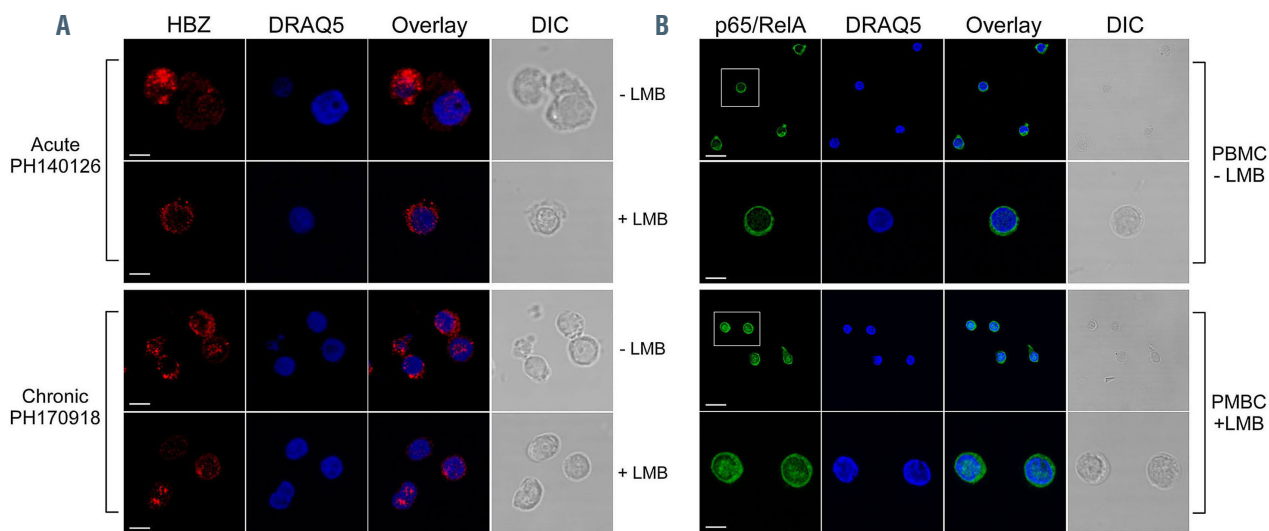 A
HBZ DRAQ5 Overlay DIC
Acute
PH140126
- LMB
+ LMB
Chronic
PH170918
- LMB
+ LMB
B
p65/RelA DRAQ5 Overlay DIC
PBMC
- LMB
PMBC
+LMB